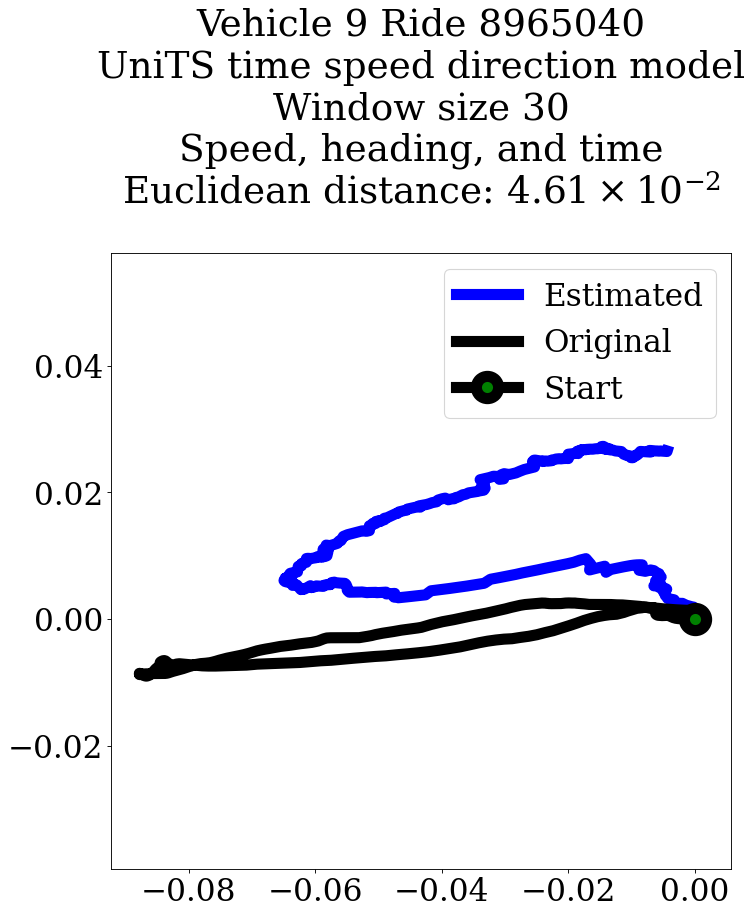 Vehicle 9 Ride 8965040
UniTS time speed direction model
Window size 30
Speed, heading, and time
Euclidean distance: 4.61 × 10⁻²
Estimated
Original
Start
0.04
0.02
0.00
−0.02
−0.08 −0.06 −0.04 −0.02 0.00